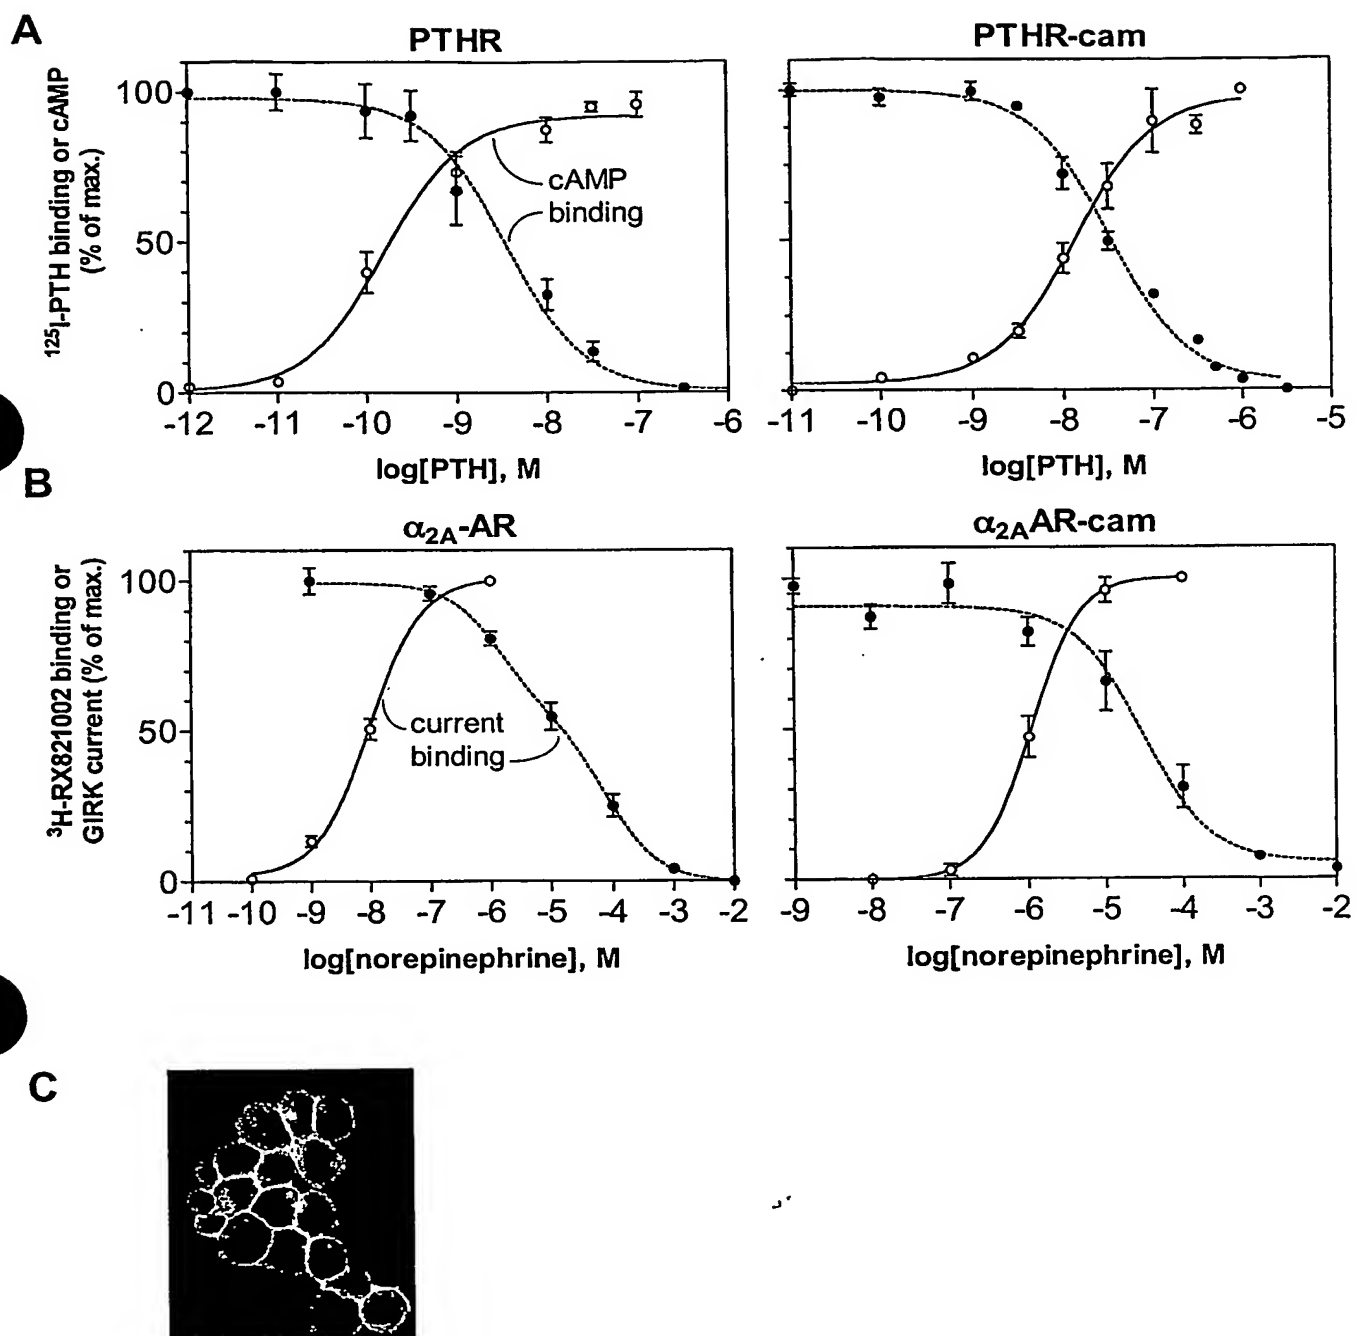 A
PTHR
PTHR-cam
¹²⁵I-PTH binding or cAMP
(% of max.)
100
50
0
cAMP
binding
-12 -11 -10 -9 -8 -7 -6
-11 -10 -9 -8 -7 -6 -5
log[PTH], M
log[PTH], M
B
α2A-AR
α2AAR-cam
³H-RX821002 binding or
GIRK current (% of max.)
100
50
0
current
binding
-11 -10 -9 -8 -7 -6 -5 -4 -3 -2
-9 -8 -7 -6 -5 -4 -3 -2
log[norepinephrine], M
log[norepinephrine], M
C